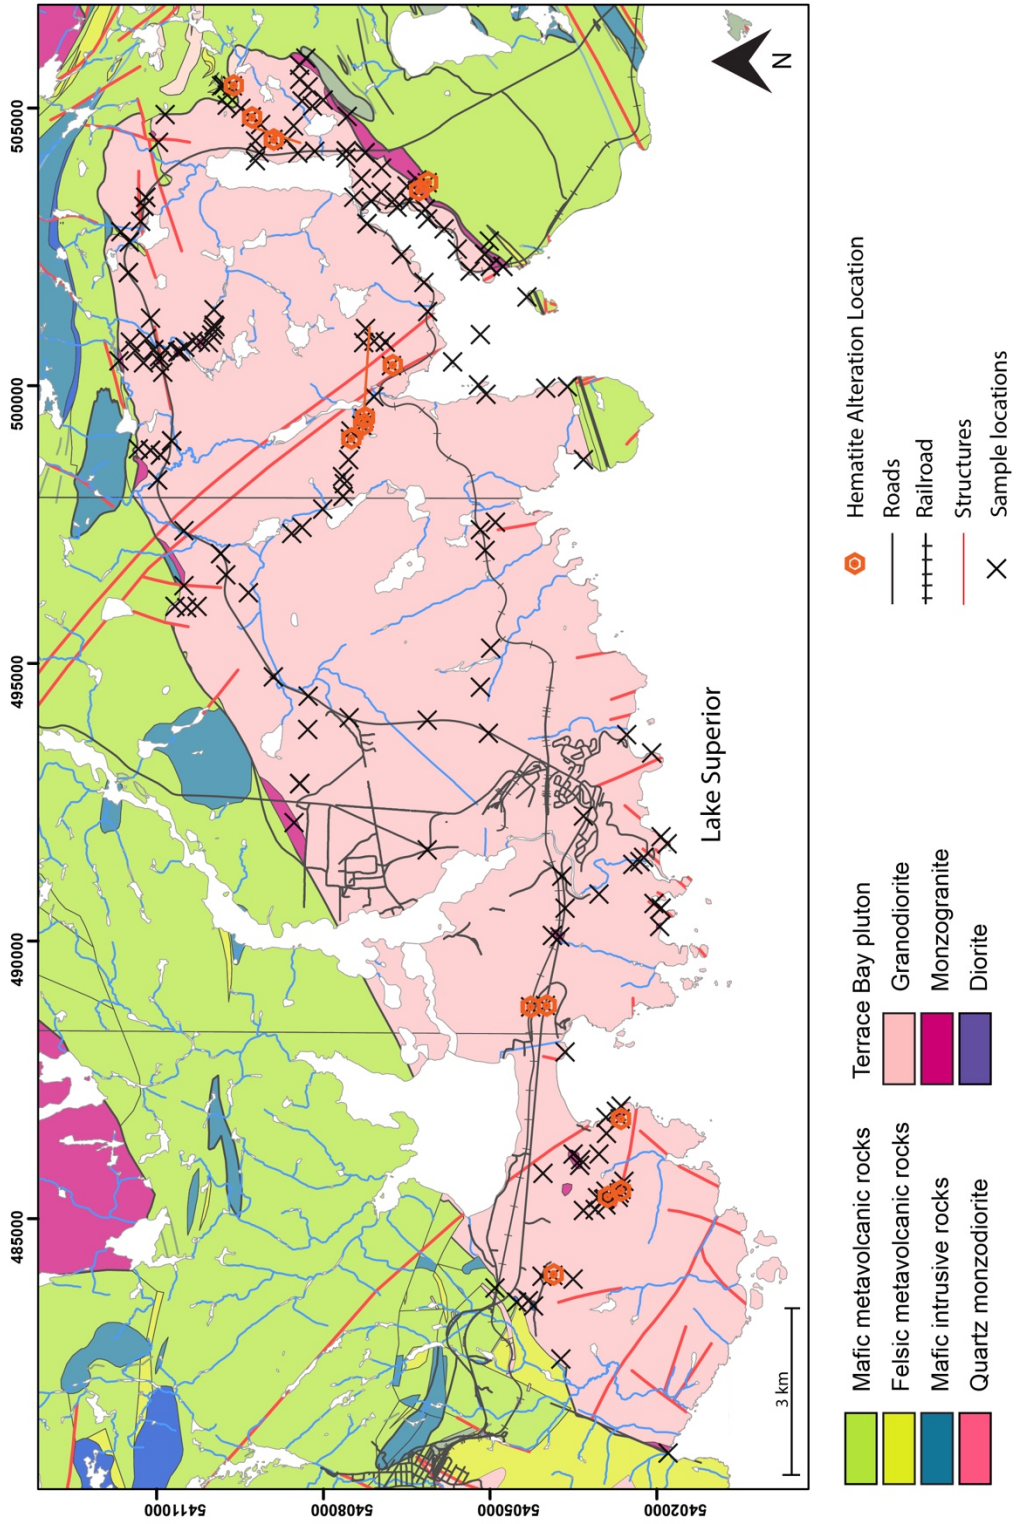 505000
500000
495000
490000
485000
5411000
5408000
5405000
5402000
N
Lake Superior
3 km
Mafic metavolcanic rocks
Felsic metavolcanic rocks
Mafic intrusive rocks
Quartz monzodiorite
Terrace Bay pluton
Granodiorite
Monzogranite
Diorite
Hematite Alteration Location
Roads
Railroad
Structures
Sample locations